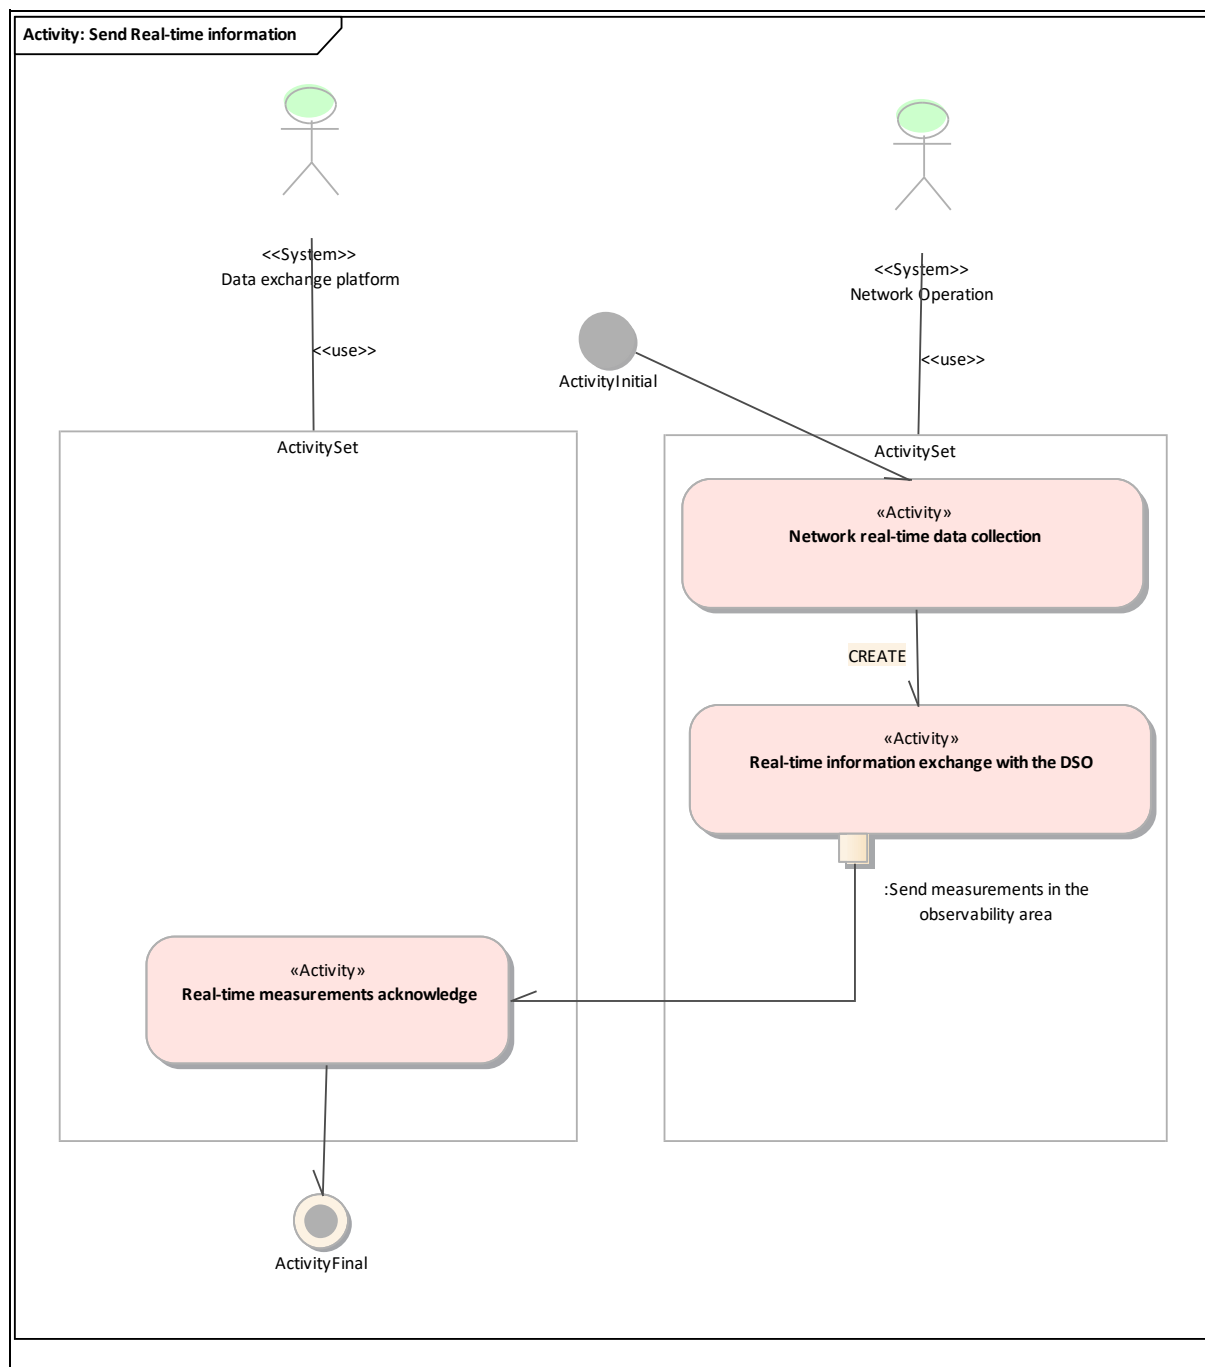 Activity: Send Real-time information
<<System>>
Data exchange platform
<<System>>
Network Operation
<<use>>
<<use>>
ActivityInitial
ActivitySet
ActivitySet
«Activity»
Network real-time data collection
CREATE
«Activity»
Real-time information exchange with the DSO
:Send measurements in the
observability area
«Activity»
Real-time measurements acknowledge
ActivityFinal